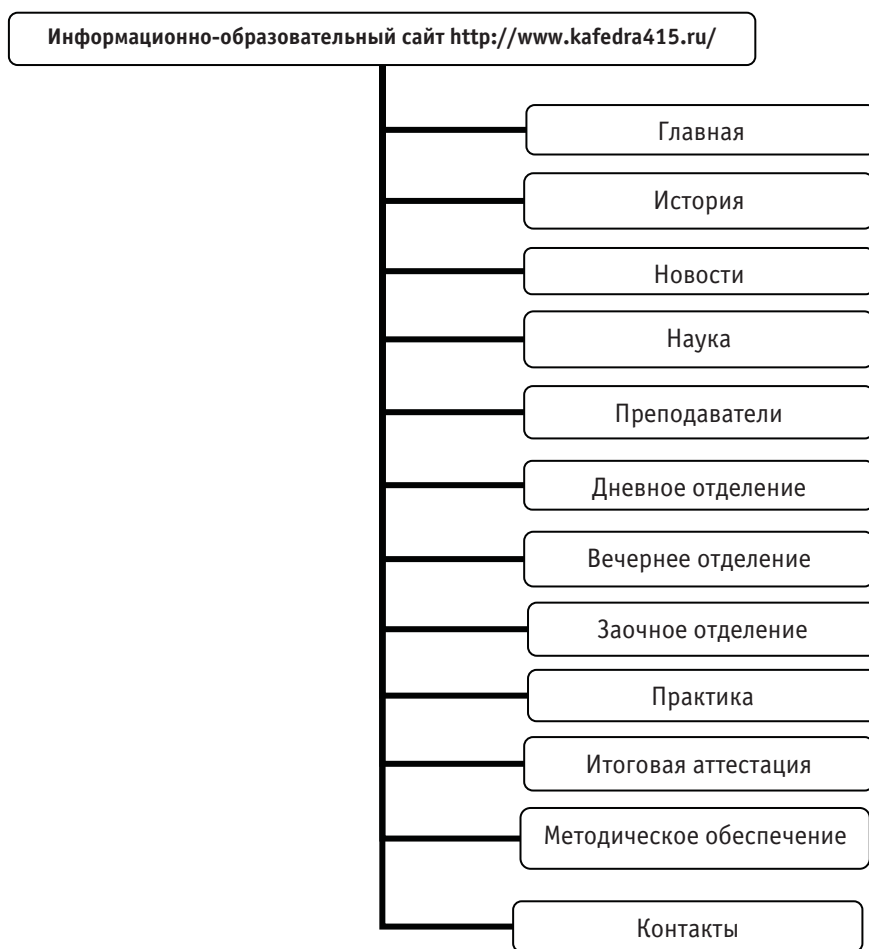 Информационно-образовательный сайт http://www.kafedra415.ru/
Главная
История
Новости
Наука
Преподаватели
Дневное отделение
Вечернее отделение
Заочное отделение
Практика
Итоговая аттестация
Методическое обеспечение
Контакты